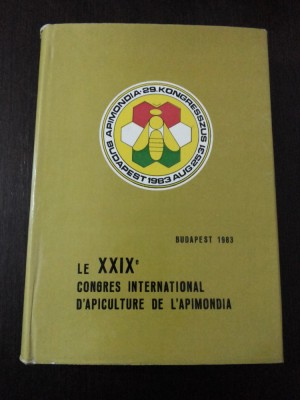 APIMONDIA·29.KONGRESSZUS
BUDAPEST 1983 AUG 25 31
BUDAPEST 1983
LE XXIXᵉ
CONGRES INTERNATIONAL
D'APICULTURE DE L'APIMONDIA